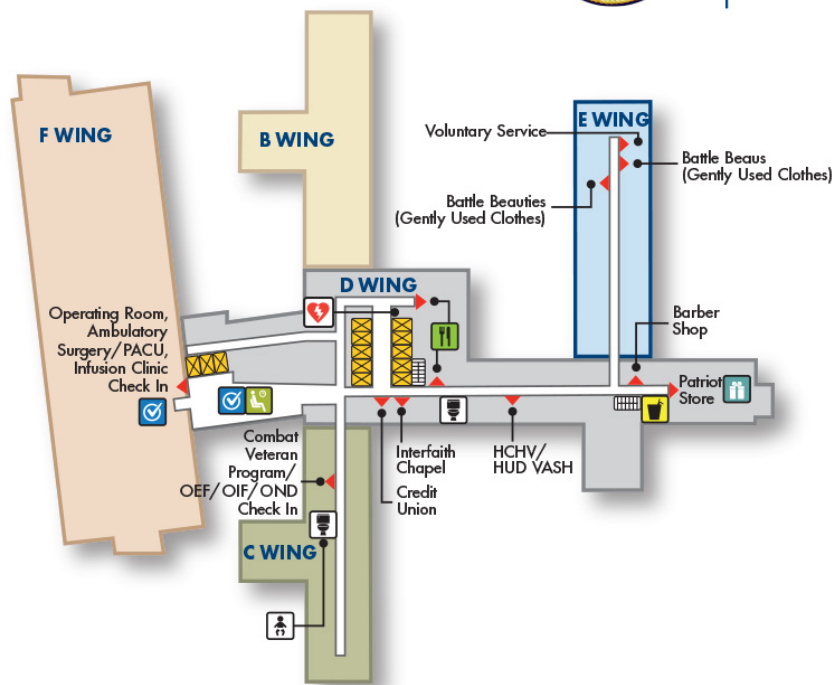 F WING
B WING
E WING
Voluntary Service
Battle Beaus
(Gently Used Clothes)
Battle Beauties
(Gently Used Clothes)
D WING
Operating Room,
Ambulatory
Surgery/PACU,
Infusion Clinic
Check In
Barber
Shop
Patriot
Store
Combat
Veteran
Program/
OEF/OIF/OND
Check In
Interfaith
Chapel
Credit
Union
HCHV/
HUD VASH
C WING